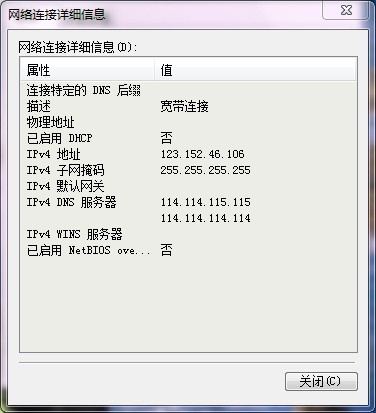 网络连接详细信息
网络连接详细信息(D):
属性 值
连接特定的 DNS 后缀
描述 宽带连接
物理地址
已启用 DHCP 否
IPv4 地址 123.152.46.106
IPv4 子网掩码 255.255.255.255
IPv4 默认网关
IPv4 DNS 服务器 114.114.115.115
114.114.114.114
IPv4 WINS 服务器
已启用 NetBIOS ove... 否
关闭(C)